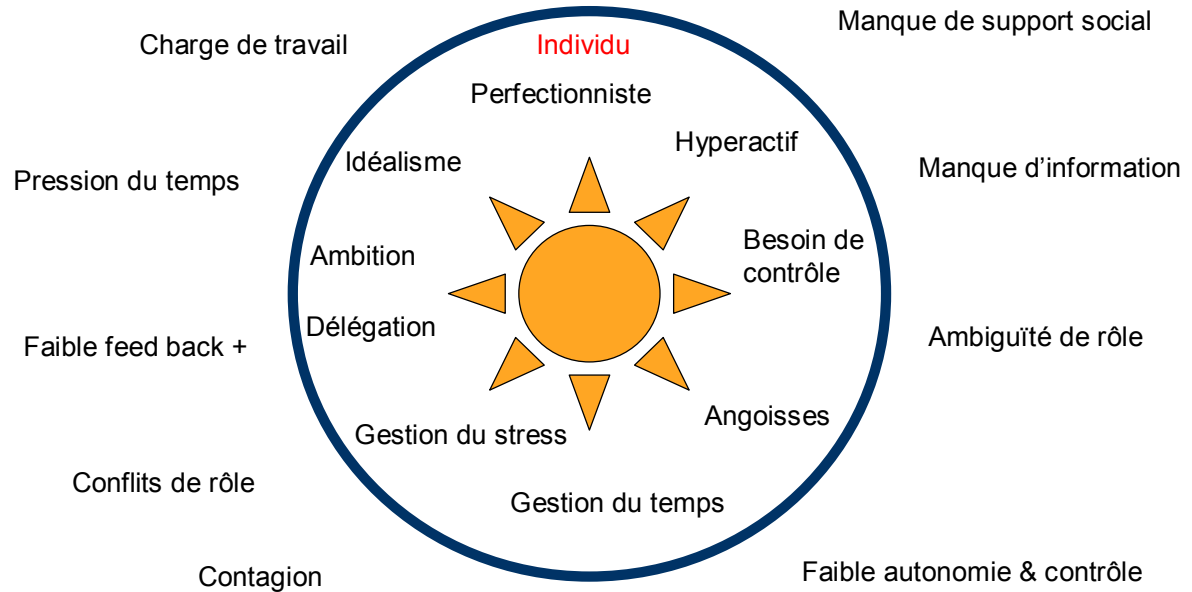 Manque de support social
Charge de travail
Individu
Perfectionniste
Hyperactif
Idéalisme
Manque d’information
Pression du temps
Besoin de
contrôle
Ambition
Délégation
Ambiguïté de rôle
Faible feed back +
Angoisses
Gestion du stress
Conflits de rôle
Gestion du temps
Faible autonomie & contrôle
Contagion